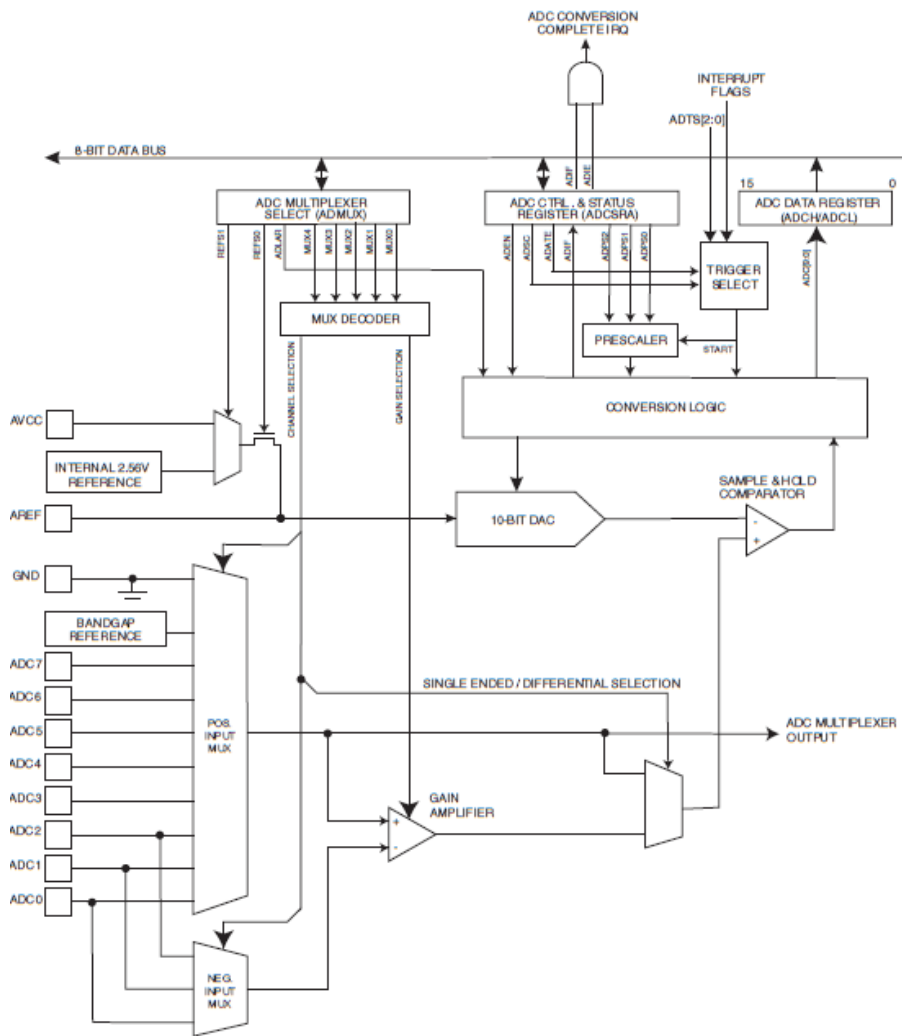 ADC CONVERSION
COMPLETE IRQ
INTERRUPT
FLAGS
ADTS[2:0]
8-BIT DATA BUS
ADIF
ADIE
15
0
ADC MULTIPLEXER
SELECT (ADMUX)
ADC CTRL. & STATUS
REGISTER (ADCSRA)
ADC DATA REGISTER
(ADCH/ADCL)
REFS1
REFS0
ADLAR
MUX4
MUX3
MUX2
MUX1
MUX0
ADEN
ADSC
ADATE
ADIF
ADPS2
ADPS1
ADPS0
ADC[9:0]
TRIGGER
SELECT
MUX DECODER
PRESCALER
START
CHANNEL SELECTION
GAIN SELECTION
CONVERSION LOGIC
AVCC
INTERNAL 2.56V
REFERENCE
SAMPLE & HOLD
COMPARATOR
AREF
10-BIT DAC
-
+
GND
BANDGAP
REFERENCE
ADC7
ADC6
ADC5
ADC4
ADC3
ADC2
ADC1
ADC0
SINGLE ENDED / DIFFERENTIAL SELECTION
POS.
INPUT
MUX
ADC MULTIPLEXER
OUTPUT
GAIN
AMPLIFIER
+
-
NEG.
INPUT
MUX